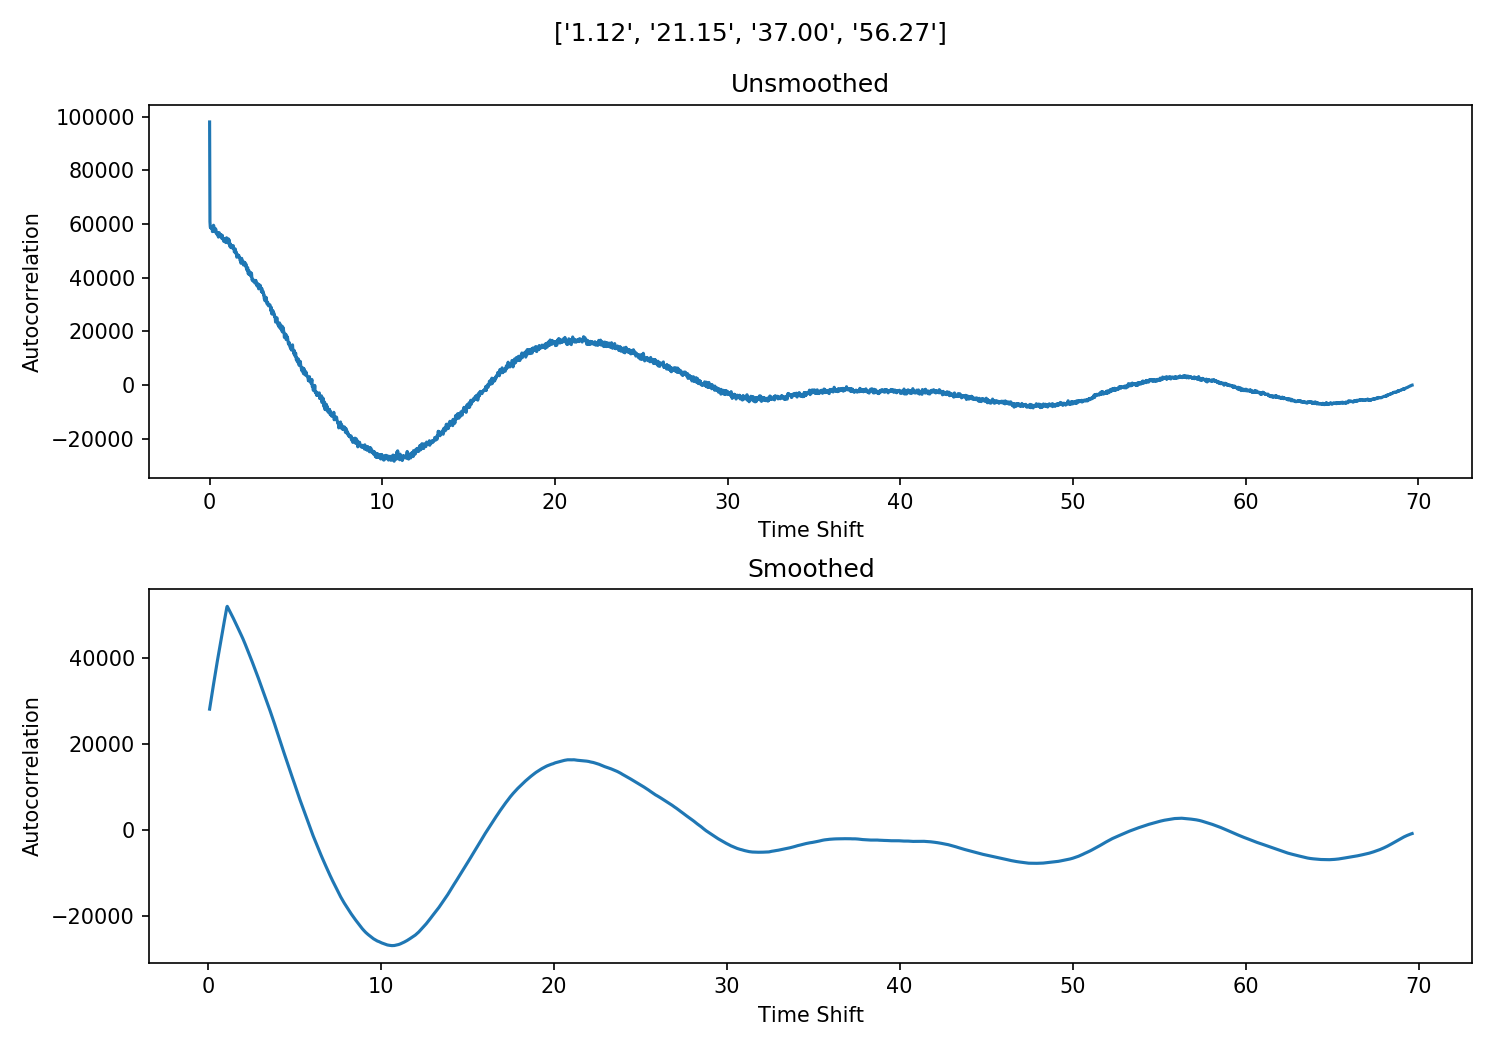 ['1.12', '21.15', '37.00', '56.27']
Unsmoothed
100000
80000
60000
40000
20000
0
−20000
Autocorrelation
0 10 20 30 40 50 60 70
Time Shift
Smoothed
40000
20000
0
−20000
Autocorrelation
0 10 20 30 40 50 60 70
Time Shift